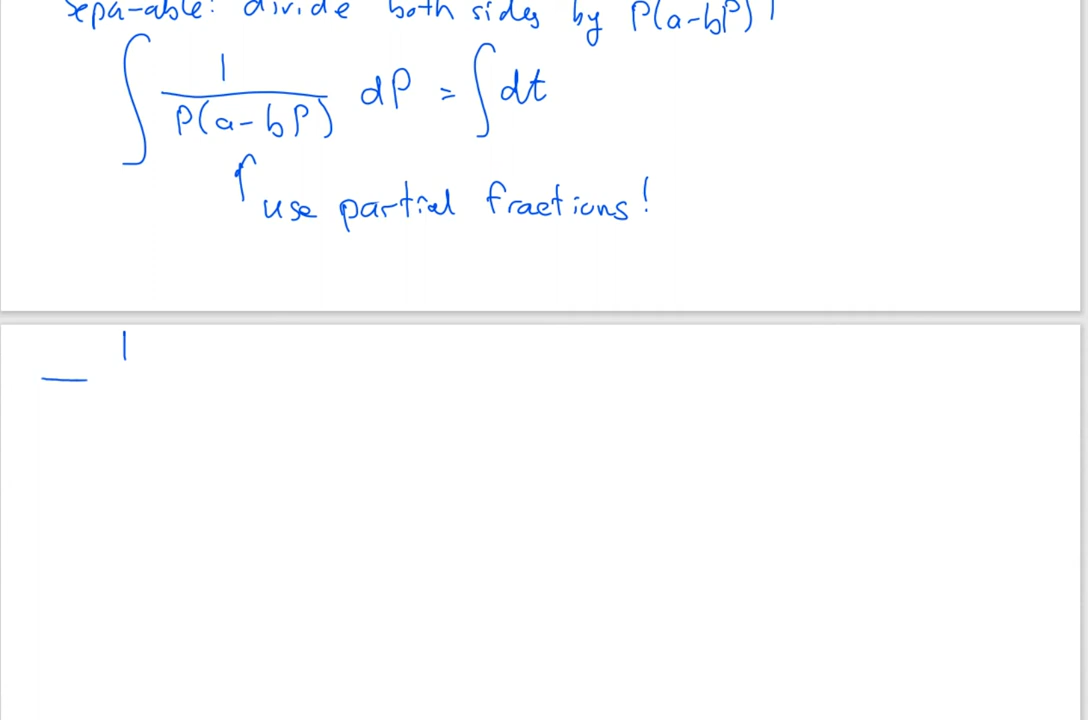 separable: divide both sides by P(a-bP)!
∫ 1/(P(a-bP)) dP = ∫ dt
↑ use partial fractions!
1